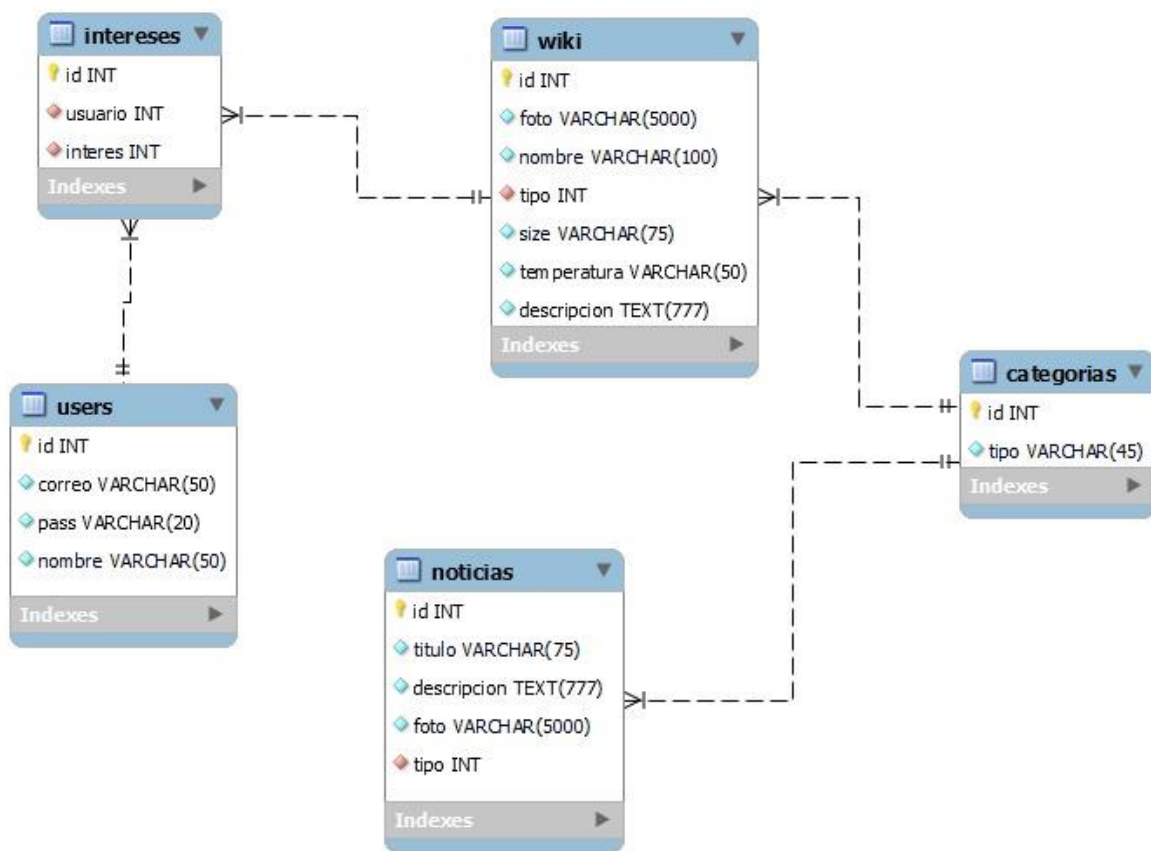 intereses
id INT
usuario INT
interes INT
Indexes
wiki
id INT
foto VARCHAR(5000)
nombre VARCHAR(100)
tipo INT
size VARCHAR(75)
temperatura VARCHAR(50)
descripcion TEXT(777)
Indexes
users
id INT
correo VARCHAR(50)
pass VARCHAR(20)
nombre VARCHAR(50)
Indexes
categorias
id INT
tipo VARCHAR(45)
Indexes
noticias
id INT
titulo VARCHAR(75)
descripcion TEXT(777)
foto VARCHAR(5000)
tipo INT
Indexes